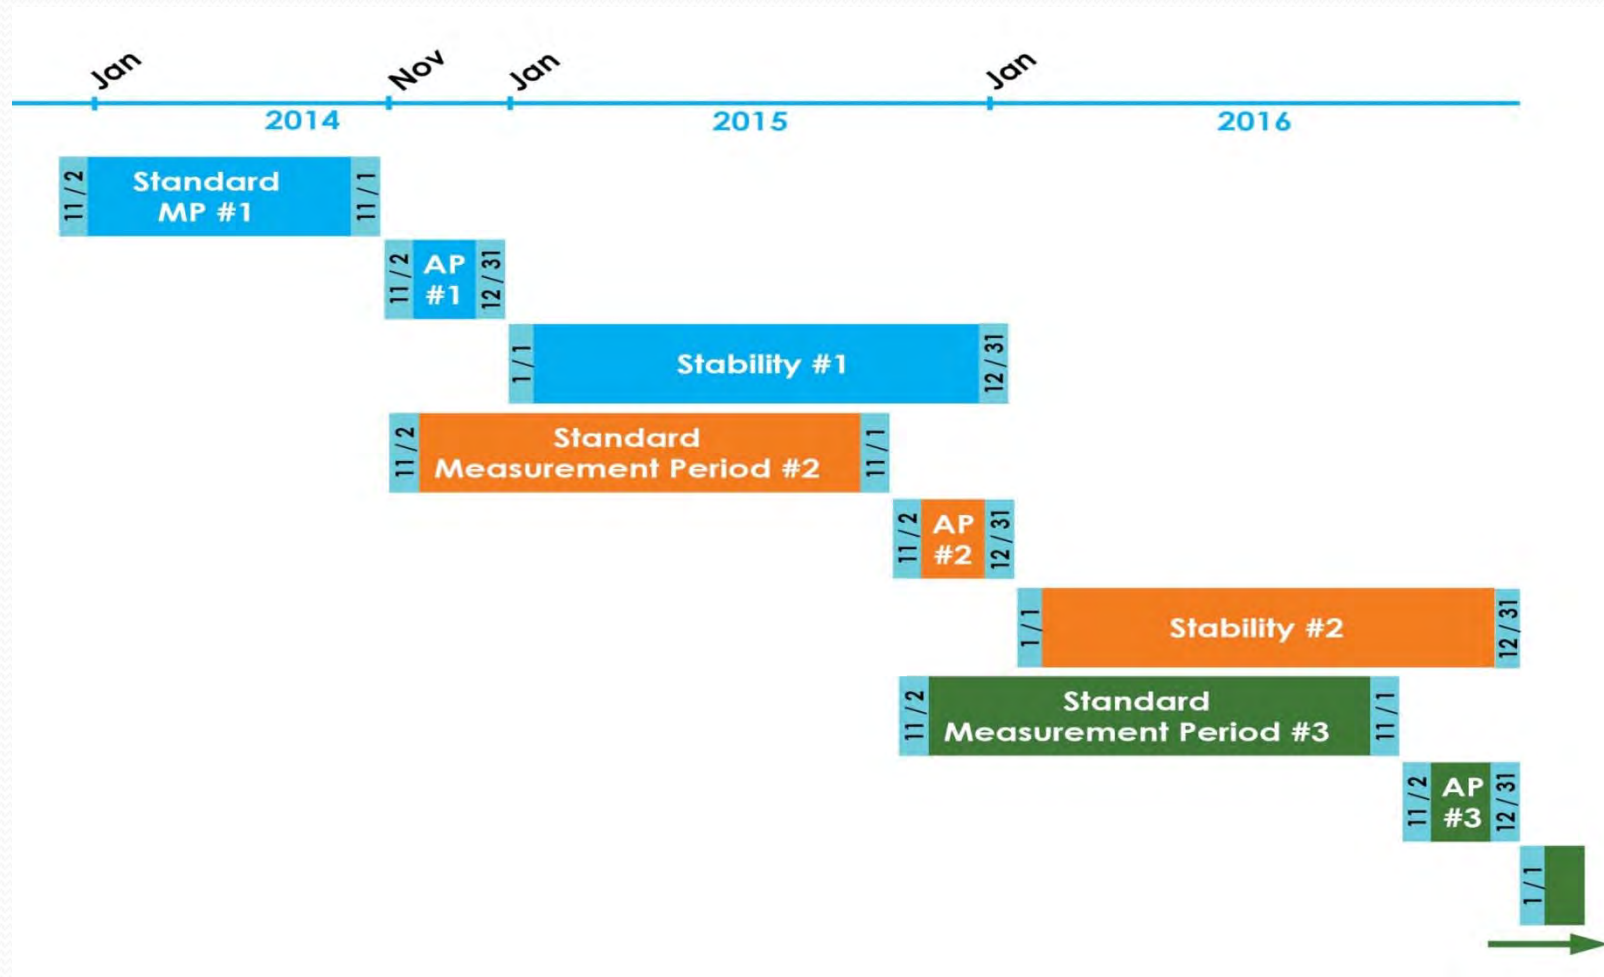 Jan
Nov
Jan
Jan
2014
2015
2016
11/2
Standard
MP #1
11/1
11/2
AP
#1
12/31
1/1
Stability #1
12/31
11/2
Standard
Measurement Period #2
11/1
11/2
AP
#2
12/31
1/1
Stability #2
12/31
11/2
Standard
Measurement Period #3
11/1
11/2
AP
#3
12/31
1/1